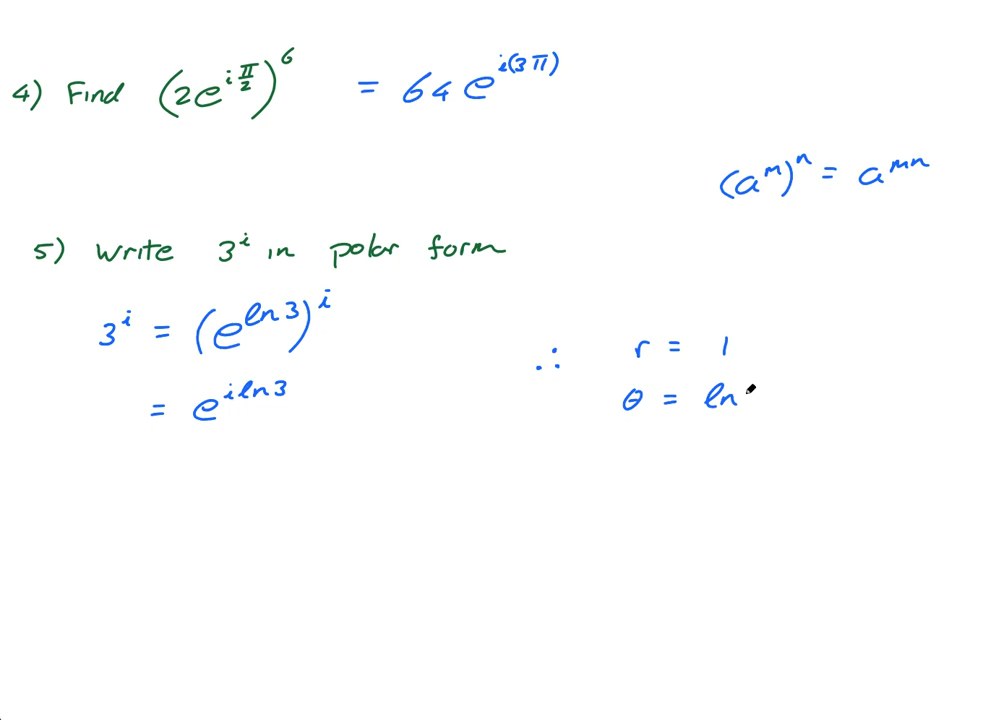 4) Find (2e^{i\frac{π}{2}})^6 = 64e^{i(3π)}
(a^m)^n = a^{mn}
5) Write 3^i in polar form
3^i = (e^{ln3})^i
∴ r = 1
= e^{iln3}
θ = ln